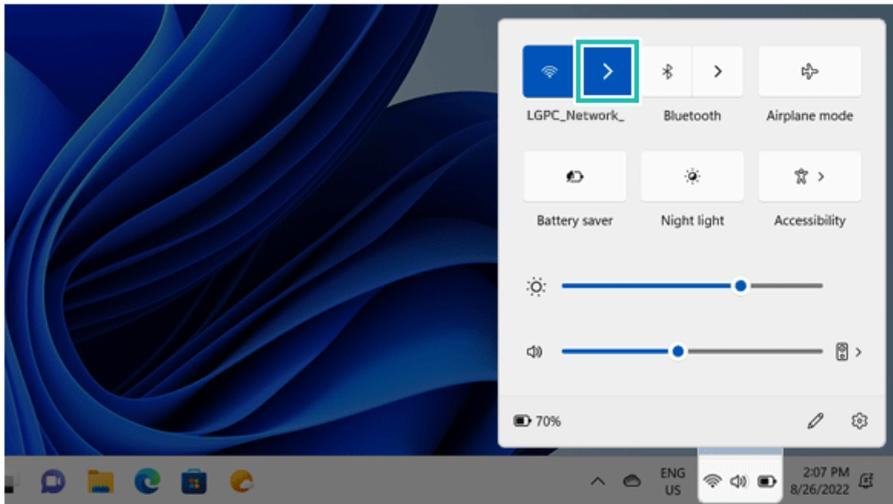 LGPC_Network_
Bluetooth
Airplane mode
Battery saver
Night light
Accessibility
70%
ENG
US
2:07 PM
8/26/2022